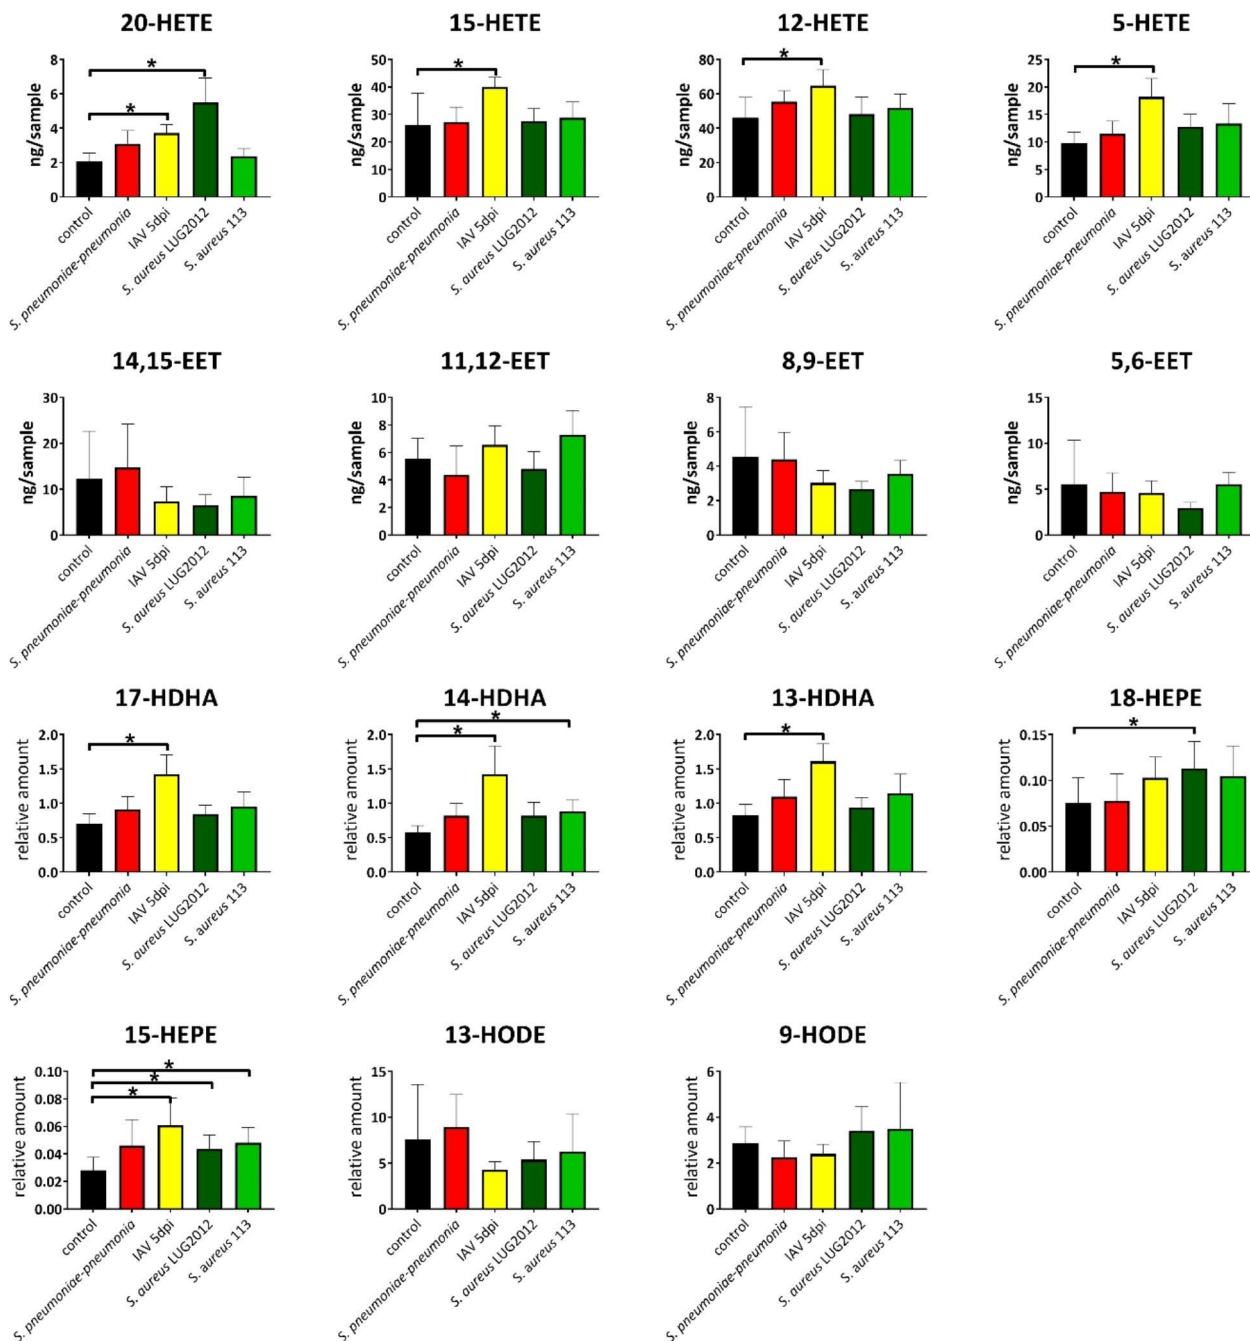 20-HETE
15-HETE
12-HETE
5-HETE
ng/sample
8
6
4
2
0
*
*
control
S. pneumoniae-pneumonia
IAV 5dpi
S. aureus LUG2012
S. aureus 113
ng/sample
50
40
30
20
10
0
*
control
S. pneumoniae-pneumonia
IAV 5dpi
S. aureus LUG2012
S. aureus 113
ng/sample
80
60
40
20
0
*
control
S. pneumoniae-pneumonia
IAV 5dpi
S. aureus LUG2012
S. aureus 113
ng/sample
25
20
15
10
5
0
*
control
S. pneumoniae-pneumonia
IAV 5dpi
S. aureus LUG2012
S. aureus 113
14,15-EET
11,12-EET
8,9-EET
5,6-EET
ng/sample
30
20
10
0
control
S. pneumoniae-pneumonia
IAV 5dpi
S. aureus LUG2012
S. aureus 113
ng/sample
10
8
6
4
2
0
control
S. pneumoniae-pneumonia
IAV 5dpi
S. aureus LUG2012
S. aureus 113
ng/sample
8
6
4
2
0
control
S. pneumoniae-pneumonia
IAV 5dpi
S. aureus LUG2012
S. aureus 113
ng/sample
15
10
5
0
control
S. pneumoniae-pneumonia
IAV 5dpi
S. aureus LUG2012
S. aureus 113
17-HDHA
14-HDHA
13-HDHA
18-HEPE
relative amount
2.0
1.5
1.0
0.5
0.0
*
control
S. pneumoniae-pneumonia
IAV 5dpi
S. aureus LUG2012
S. aureus 113
relative amount
2.0
1.5
1.0
0.5
0.0
*
*
control
S. pneumoniae-pneumonia
IAV 5dpi
S. aureus LUG2012
S. aureus 113
relative amount
2.0
1.5
1.0
0.5
0.0
*
control
S. pneumoniae-pneumonia
IAV 5dpi
S. aureus LUG2012
S. aureus 113
relative amount
0.15
0.10
0.05
0.00
*
control
S. pneumoniae-pneumonia
IAV 5dpi
S. aureus LUG2012
S. aureus 113
15-HEPE
13-HODE
9-HODE
relative amount
0.10
0.08
0.06
0.04
0.02
0.00
*
*
*
control
S. pneumoniae-pneumonia
IAV 5dpi
S. aureus LUG2012
S. aureus 113
relative amount
15
10
5
0
control
S. pneumoniae-pneumonia
IAV 5dpi
S. aureus LUG2012
S. aureus 113
relative amount
6
4
2
0
control
S. pneumoniae-pneumonia
IAV 5dpi
S. aureus LUG2012
S. aureus 113